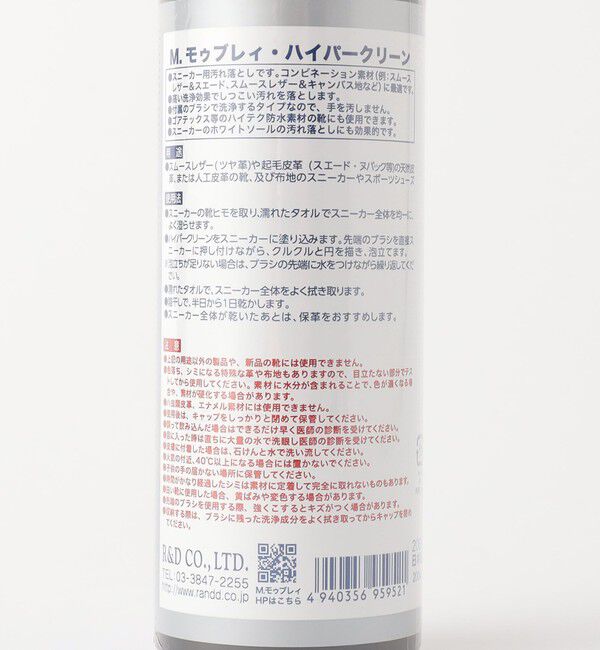 M.モゥブレィ・ハイパークリーン
●スニーカー用汚れ落としです。コンビネーション素材(例:スムース
レザー&スエード、スムースレザー&キャンバス地など)に最適です。
●高い洗浄効果でしつこい汚れを落とします。
●付属のブラシで洗浄するタイプなので、手を汚しません。
●ゴアテックス等のハイテク防水素材の靴にも使用できます。
●スニーカーのホワイトソールの汚れ落としにも効果的です。
用途
●スムースレザー(ツヤ革)や起毛皮革 (スエード・ヌバック等)の天然皮
革、または人工皮革の靴、及び布地のスニーカーやスポーツシューズ
使用法
●スニーカーの靴ヒモを取り、濡れたタオルでスニーカー全体を均一に、
よく湿らせます。
●ハイパークリーンをスニーカーに塗り込みます。先端のブラシを直接ス
ニーカーに押し付けながら、クルクルと円を描き、泡立てます。
●泡立ちが足りない場合は、ブラシの先端に水をつけながら繰り返してくだ
さい。
●濡れたタオルで、スニーカー全体をよく拭き取ります。
●陰干しで、半日から1日乾かします。
●スニーカー全体が乾いたあとは、保革をおすすめします。
注意
●上記の用途以外の製品や、新品の靴には使用できません。
●色落ち、シミになる特殊な革や布地もありますので、目立たない部分でテス
トしてから使用してください。素材に水分が含まれることで、色が濃くなる場
合や、素材が硬化する場合があります。
●爬虫類皮革、エナメル素材には使用できません。
●使用後は、キャップをしっかりと閉めて保管してください。
●誤って飲み込んだ場合はできるだけ早く医師の診断を受けてください。
●目に入った時は直ちに大量の水で洗眼し医師の診断を受けてください。
●皮膚に付着した場合は、石けんと水で洗い流してください。
●火気の付近、40℃以上になる場所には置かないでください。
●子供の手の届かない場所に保管してください。
●時間がかなり経過したシミは素材に定着して完全に取れないものもあります。
●白い靴に使用した場合、黄ばみや変色する場合があります。
●先端のブラシを使用する際、強くこするとキズがつく場合があります。
●収納する際は、ブラシに残った洗浄成分をよく拭き取ってからキャップを閉め
てください。
R&D CO.,LTD.
TEL:03-3847-2255
http://www.randd.co.jp
M.モゥブレィ
HPはこちら
4 940356 959521